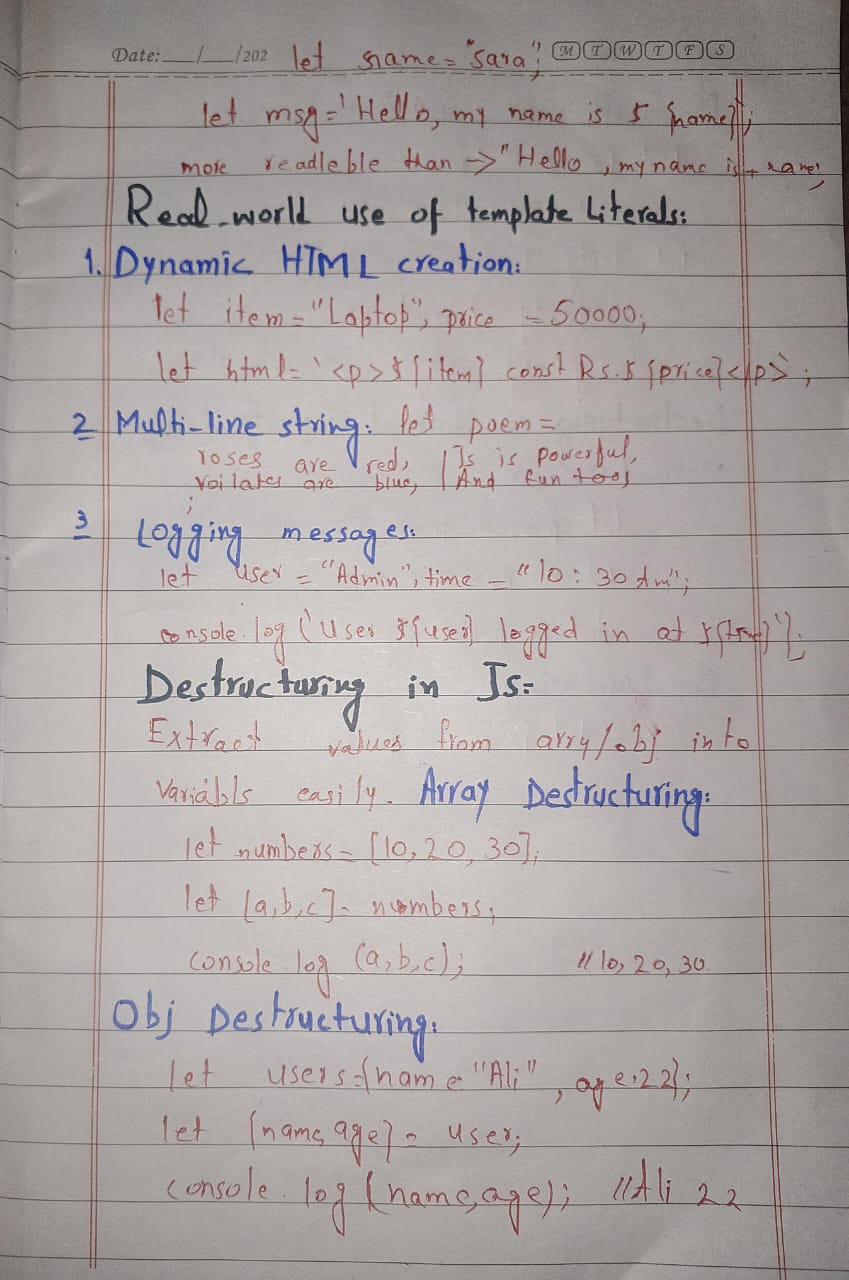 Date: __/__/202 let name = "sara"; M T W T F S
let msg = 'Hello, my name is $ {name}';
more readleble than -> "Hello, my name is" + name;
Real-world use of template Literals:
1. Dynamic HTML creation:
let item = "Laptop", price = 50000;
let html = `<p>$ {item} const Rs. $ {price}</p>`;
2 Multi-line string: let poem =
roses are red, | Js is powerful,
voilates are blue, | And fun too;
;
3 Logging messages:
let user = "Admin", time = "10:30 Am";
console.log ('User ${user} logged in at
Destructuring in Js:-
Extract values from arry/obj into
Variabls easily. Array Destructuring:
let numbers = [10, 20, 30];
let [a,b,c] = numbers;
console.log (a,b,c); // 10, 20, 30.
Obj Destructuring:
let users = {name "Ali", age:22};
let {name, age} = user;
console.log (name, age); // Ali 22